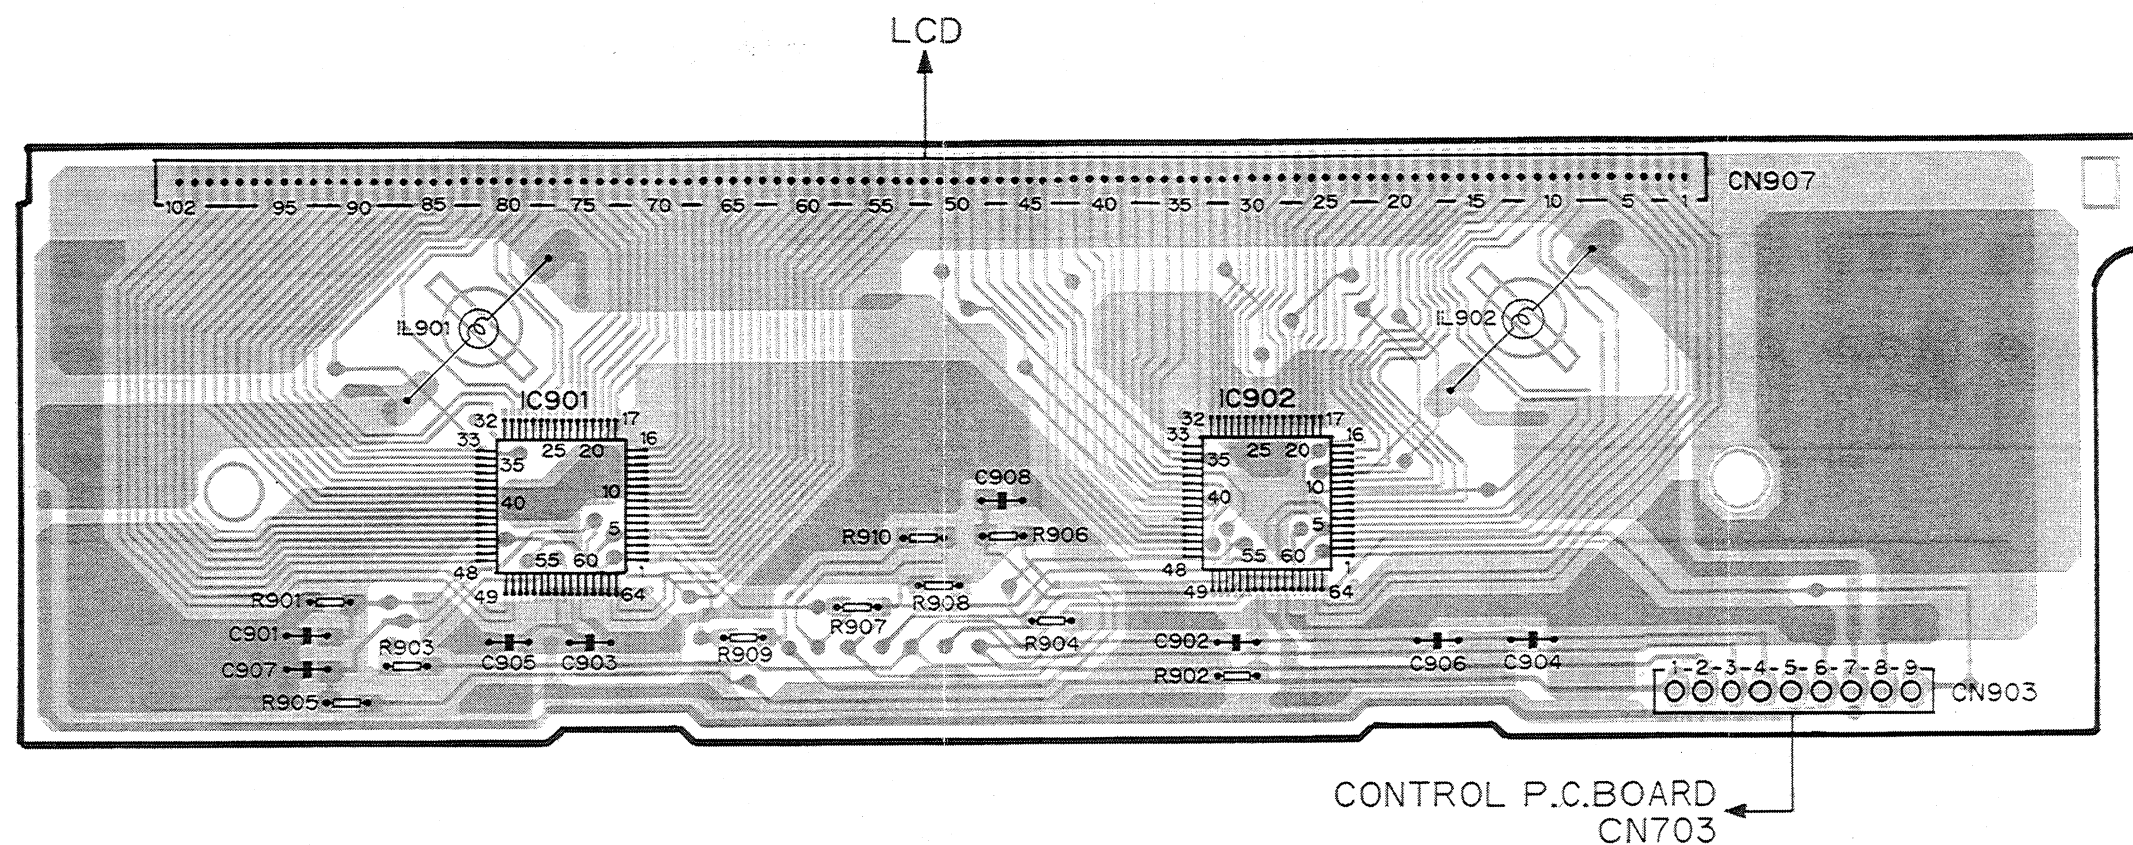 LCD
CN907
102 95 90 85 80 75 70 65 60 55 50 45 40 35 30 25 20 15 10 5 1
IL901
IL902
IC901
32 17
33 16
25 20
35
40 10
5
55 60
48 1
49 64
IC902
32 17
33 16
25 20
35
40 10
5
55 60
48 1
49 64
C908
R910 R906
R908
R901
R907
C901
R903
C907
C905 C903
R909
R904
C902
R902
C906 C904
R905
1-2-3-4-5-6-7-8-9
CN903
CONTROL P.C.BOARD
CN703